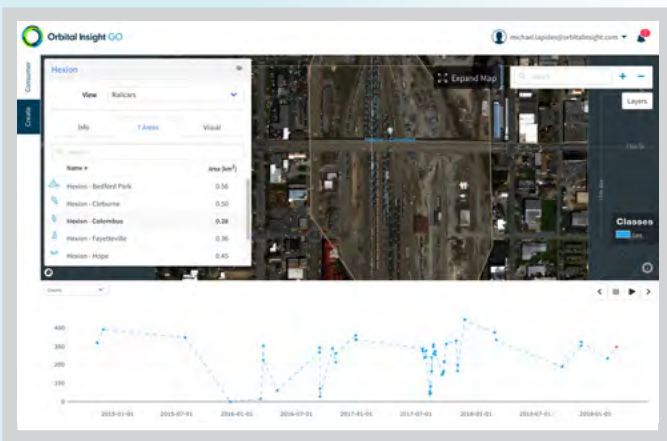 Orbital Insight GO
michael.lapides@orbitalinsight.com
Consumer
Create
Hexion
View Railcars
Info 7 Areas Visual
Search
Name Area (km²)
Hexion - Bedford Park 0.56
Hexion - Cleburne 0.50
Hexion - Columbus 0.28
Hexion - Fayetteville 0.36
Hexion - Hope 0.45
Expand Map
Search
+ −
Layers
Classes
Counts
400
300
200
100
0
2015-01-01 2015-07-01 2016-01-01 2016-07-01 2017-01-01 2017-07-01 2018-01-01 2018-07-01 2019-01-01